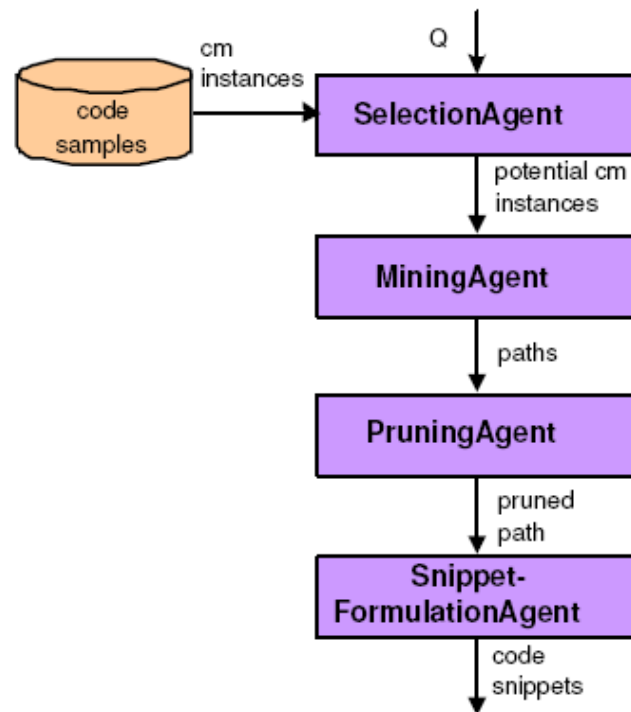 cm
instances
Q
code
samples
SelectionAgent
potential cm
instances
MiningAgent
paths
PruningAgent
pruned
path
Snippet-
FormulationAgent
code
snippets